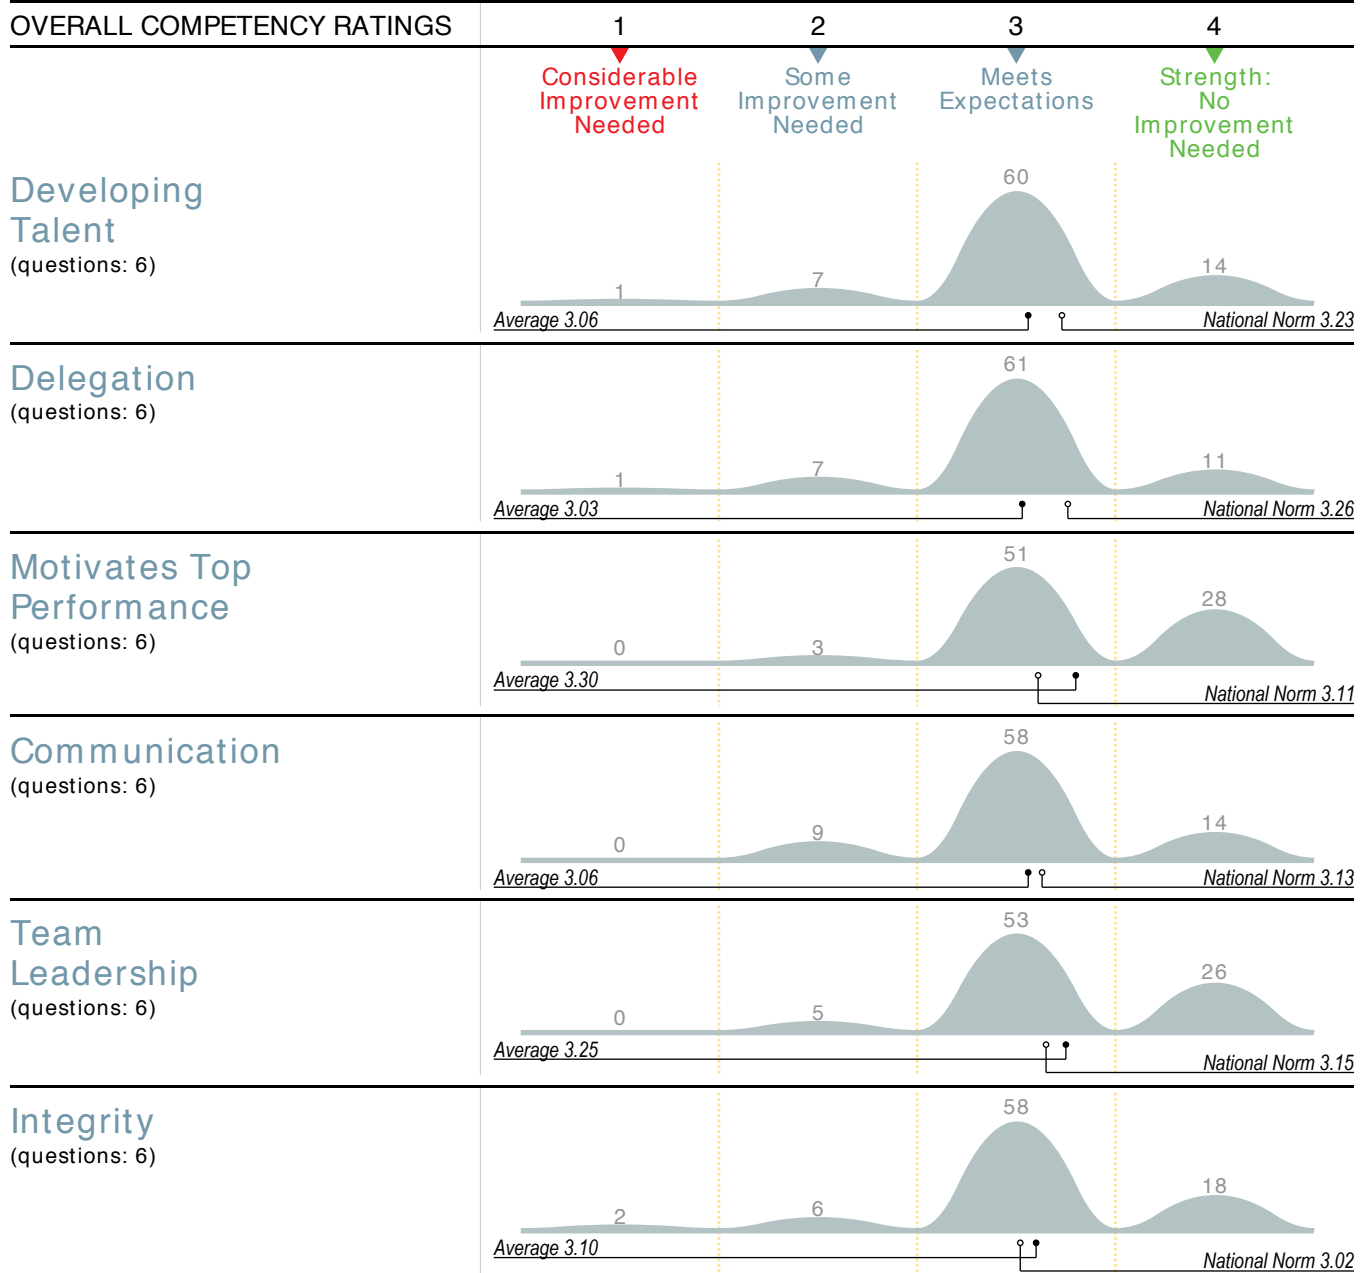 OVERALL COMPETENCY RATINGS 1 2 3 4
Considerable Improvement Needed
Some Improvement Needed
Meets Expectations
Strength: No Improvement Needed
Developing
Talent
(questions: 6)
1 7 60 14
Average 3.06 National Norm 3.23
Delegation
(questions: 6)
1 7 61 11
Average 3.03 National Norm 3.26
Motivates Top
Performance
(questions: 6)
0 3 51 28
Average 3.30 National Norm 3.11
Communication
(questions: 6)
0 9 58 14
Average 3.06 National Norm 3.13
Team
Leadership
(questions: 6)
0 5 53 26
Average 3.25 National Norm 3.15
Integrity
(questions: 6)
2 6 58 18
Average 3.10 National Norm 3.02